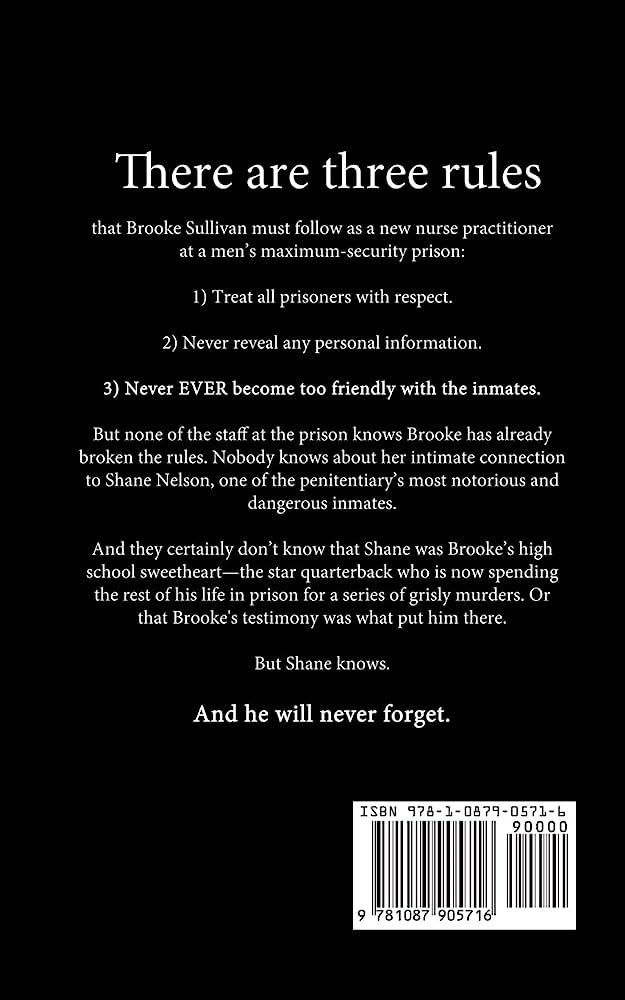 There are three rules
that Brooke Sullivan must follow as a new nurse practitioner
at a men’s maximum-security prison:
1) Treat all prisoners with respect.
2) Never reveal any personal information.
3) Never EVER become too friendly with the inmates.
But none of the staff at the prison knows Brooke has already
broken the rules. Nobody knows about her intimate connection
to Shane Nelson, one of the penitentiary’s most notorious and
dangerous inmates.
And they certainly don’t know that Shane was Brooke’s high
school sweetheart—the star quarterback who is now spending
the rest of his life in prison for a series of grisly murders. Or
that Brooke's testimony was what put him there.
But Shane knows.
And he will never forget.
ISBN 978-1-0879-0571-6
90000
9 781087 905716